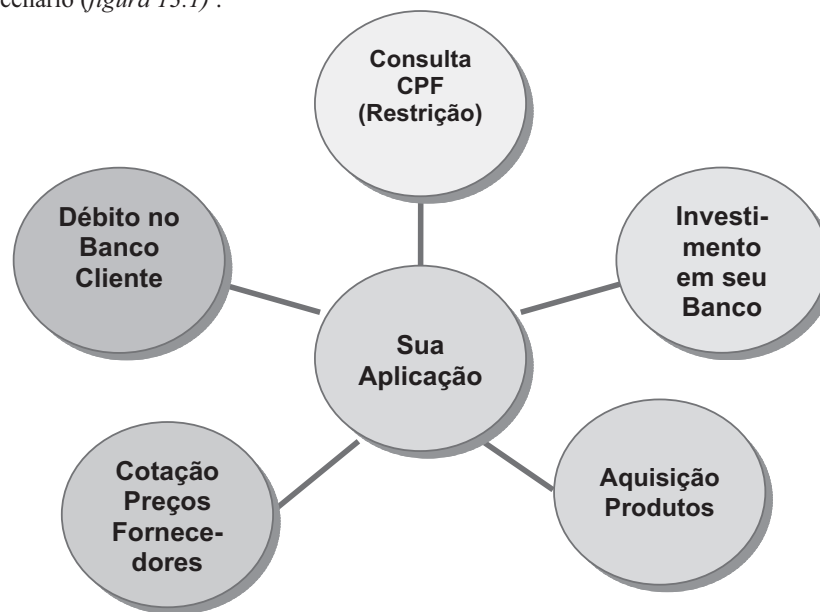 cenário (figura 13.1) :
Consulta
CPF
(Restrição)
Débito no
Banco
Cliente
Investi-
mento
em seu
Banco
Sua
Aplicação
Cotação
Preços
Fornece-
dores
Aquisição
Produtos